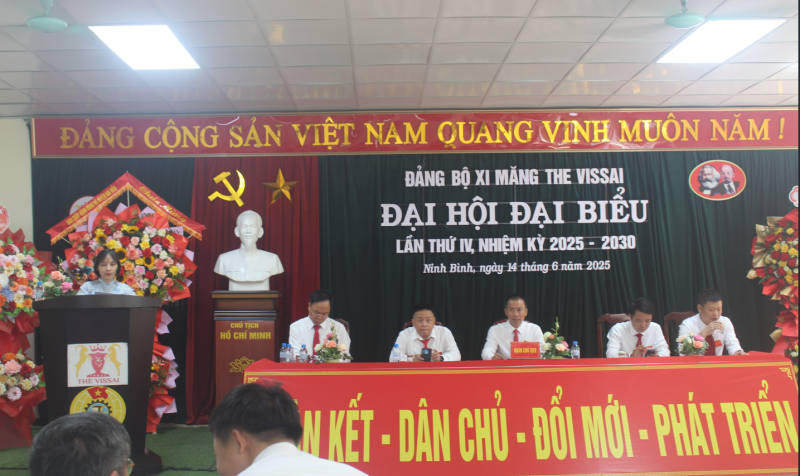 ĐẢNG CỘNG SẢN VIỆT NAM QUANG VINH MUÔN NĂM !
ĐẢNG BỘ XI MĂNG THE VISSAI
ĐẠI HỘI ĐẠI BIỂU
LẦN THỨ IV, NHIỆM KỲ 2025 - 2030
Ninh Bình, ngày 14 tháng 6 năm 2025
CHỦ TỊCH
HỒ CHÍ MINH
THE VISSAI
ĐOÀN CHỦ TỊCH
KẾT - DÂN CHỦ - ĐỔI MỚI - PHÁT TRIỂN